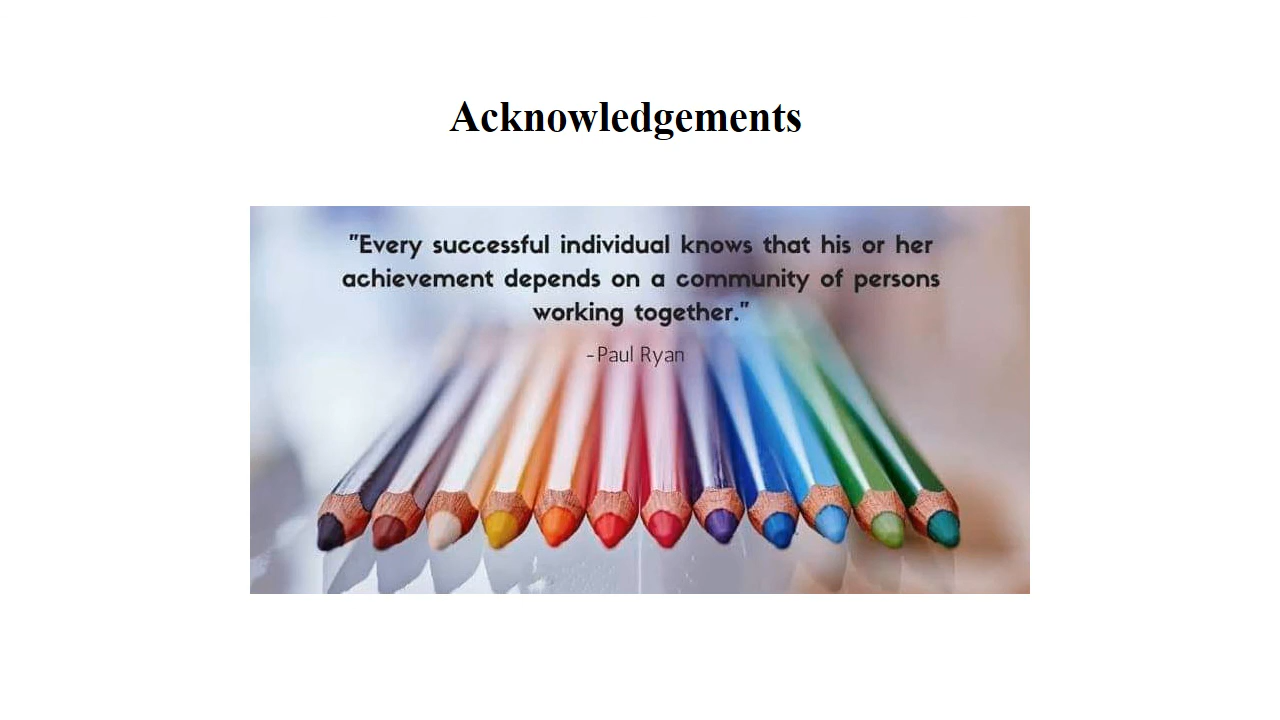 Acknowledgements
"Every successful individual knows that his or her
achievement depends on a community of persons
working together."
-Paul Ryan